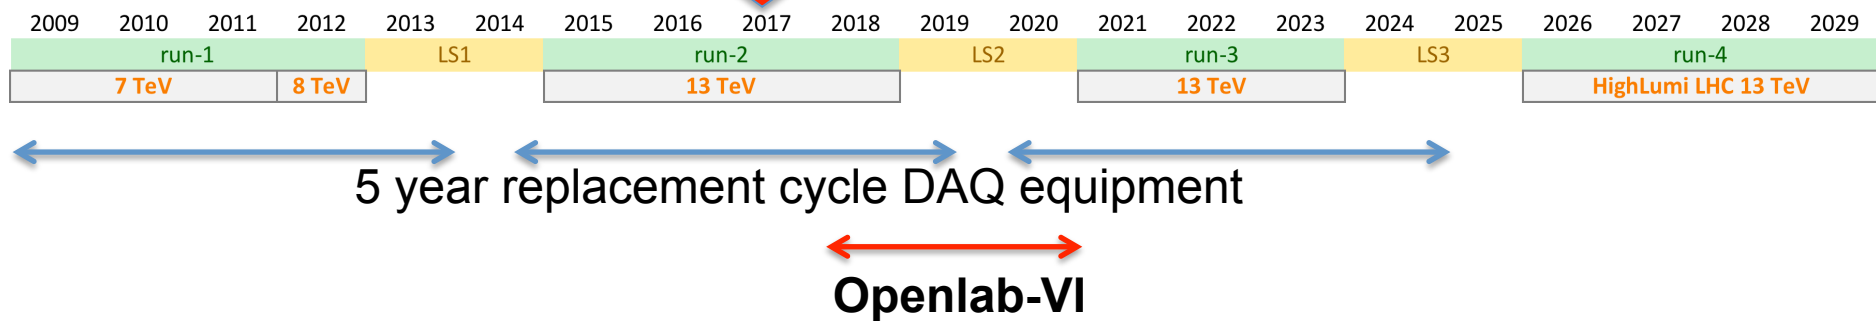 2009 2010 2011 2012 2013 2014 2015 2016 2017 2018 2019 2020 2021 2022 2023 2024 2025 2026 2027 2028 2029
run-1 LS1 run-2 LS2 run-3 LS3 run-4
7 TeV 8 TeV 13 TeV 13 TeV HighLumi LHC 13 TeV
5 year replacement cycle DAQ equipment
Openlab-VI